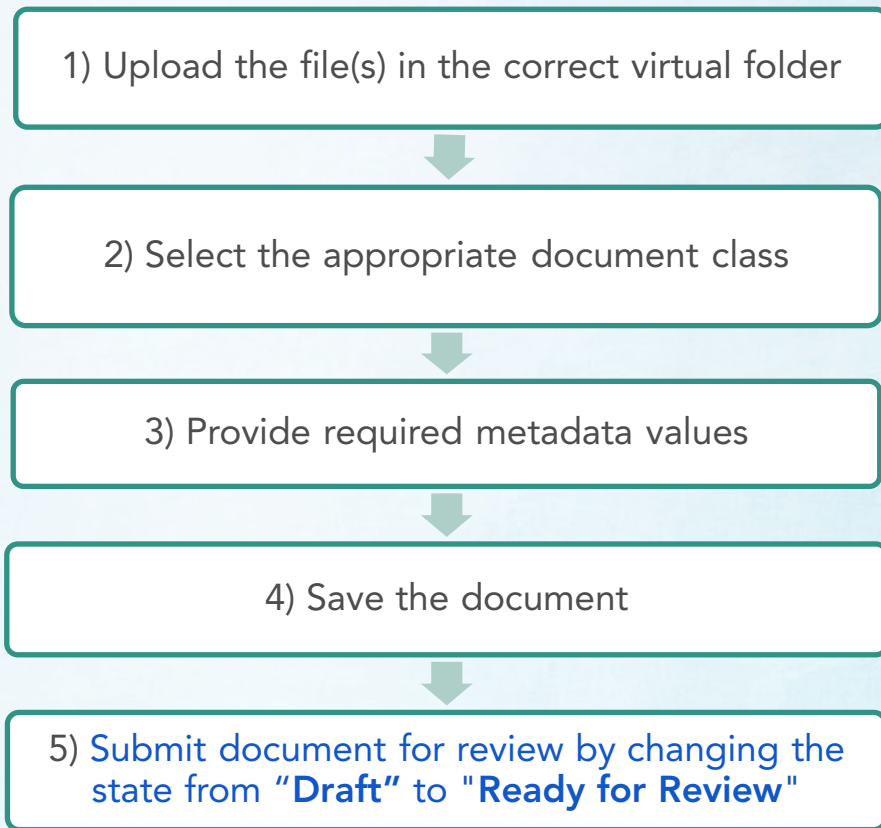 1) Upload the file(s) in the correct virtual folder
2) Select the appropriate document class
3) Provide required metadata values
4) Save the document
5) Submit document for review by changing the
state from “Draft” to "Ready for Review"